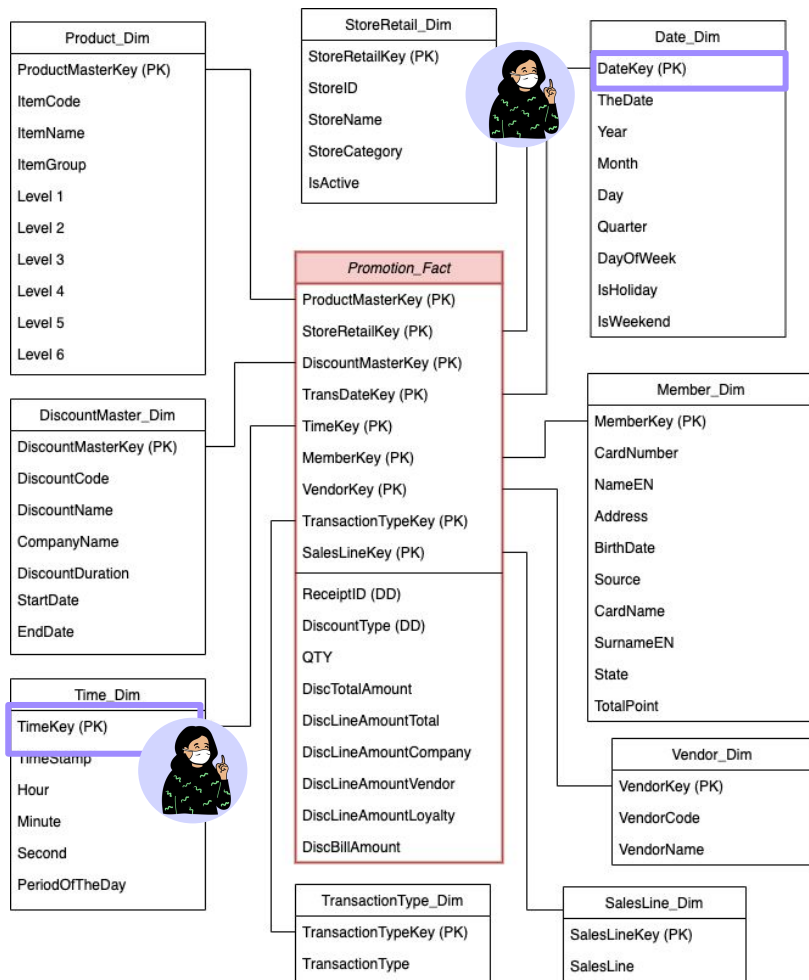 Product_Dim
ProductMasterKey (PK)
ItemCode
ItemName
ItemGroup
Level 1
Level 2
Level 3
Level 4
Level 5
Level 6
StoreRetail_Dim
StoreRetailKey (PK)
StoreID
StoreName
StoreCategory
IsActive
Date_Dim
DateKey (PK)
TheDate
Year
Month
Day
Quarter
DayOfWeek
IsHoliday
IsWeekend
Promotion_Fact
ProductMasterKey (PK)
StoreRetailKey (PK)
DiscountMasterKey (PK)
TransDateKey (PK)
TimeKey (PK)
MemberKey (PK)
VendorKey (PK)
TransactionTypeKey (PK)
SalesLineKey (PK)
ReceiptID (DD)
DiscountType (DD)
QTY
DiscTotalAmount
DiscLineAmountTotal
DiscLineAmountCompany
DiscLineAmountVendor
DiscLineAmountLoyalty
DiscBillAmount
DiscountMaster_Dim
DiscountMasterKey (PK)
DiscountCode
DiscountName
CompanyName
DiscountDuration
StartDate
EndDate
Member_Dim
MemberKey (PK)
CardNumber
NameEN
Address
BirthDate
Source
CardName
SurnameEN
State
TotalPoint
Time_Dim
TimeKey (PK)
TimeStamp
Hour
Minute
Second
PeriodOfTheDay
Vendor_Dim
VendorKey (PK)
VendorCode
VendorName
TransactionType_Dim
TransactionTypeKey (PK)
TransactionType
SalesLine_Dim
SalesLineKey (PK)
SalesLine